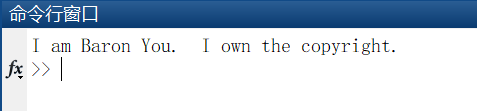 命令行窗口
I am Baron You.  I own the copyright.
fx >>